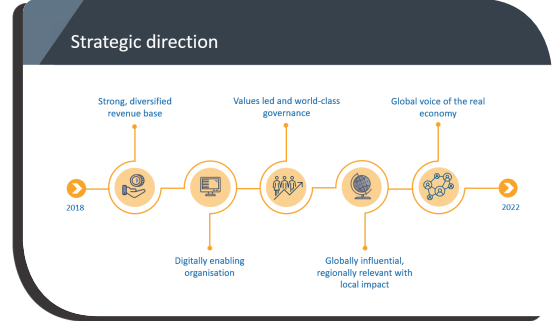 Strategic direction
Strong, diversified
revenue base
Values led and world-class
governance
Global voice of the real
economy
2018
2022
Digitally enabling
organisation
Globally influential,
regionally relevant with
local impact